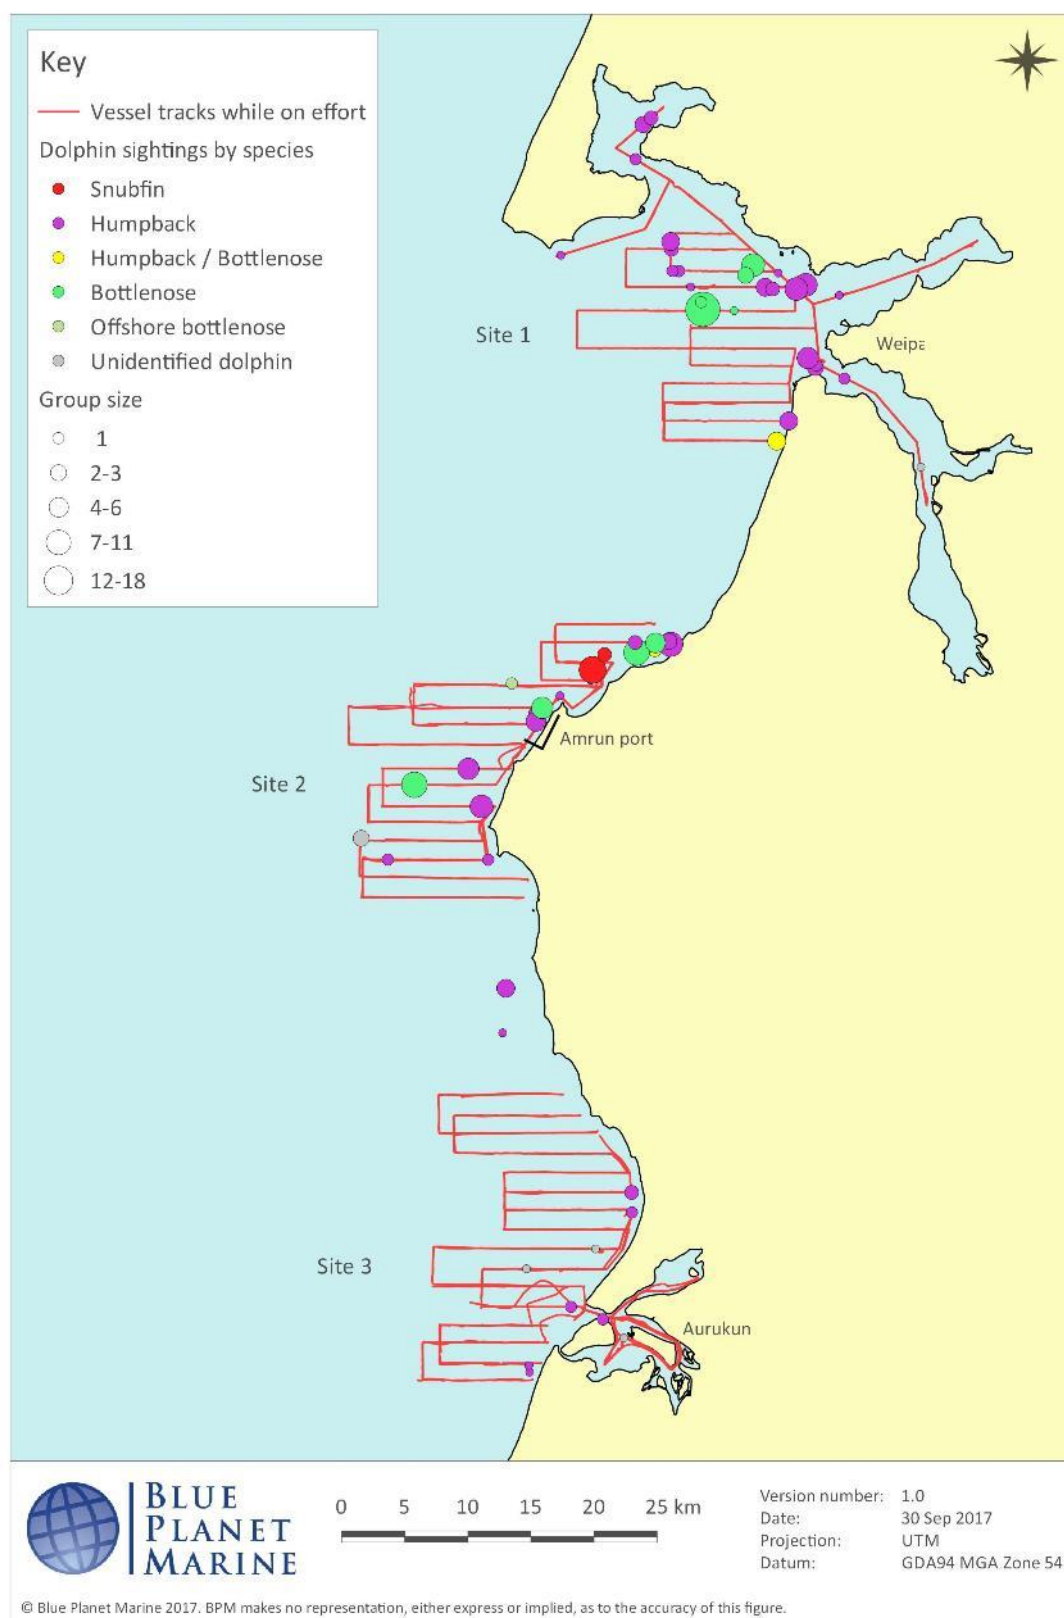 Key
Vessel tracks while on effort
Dolphin sightings by species
Snubfin
Humpback
Humpback / Bottlenose
Bottlenose
Offshore bottlenose
Unidentified dolphin
Group size
1
2-3
4-6
7-11
12-18
Site 1
Weipa
Amrun port
Site 2
Site 3
Aurukun
BLUE
PLANET
MARINE
0 5 10 15 20 25 km
Version number: 1.0
Date: 30 Sep 2017
Projection: UTM
Datum: GDA94 MGA Zone 54
© Blue Planet Marine 2017. BPM makes no representation, either express or implied, as to the accuracy of this figure.